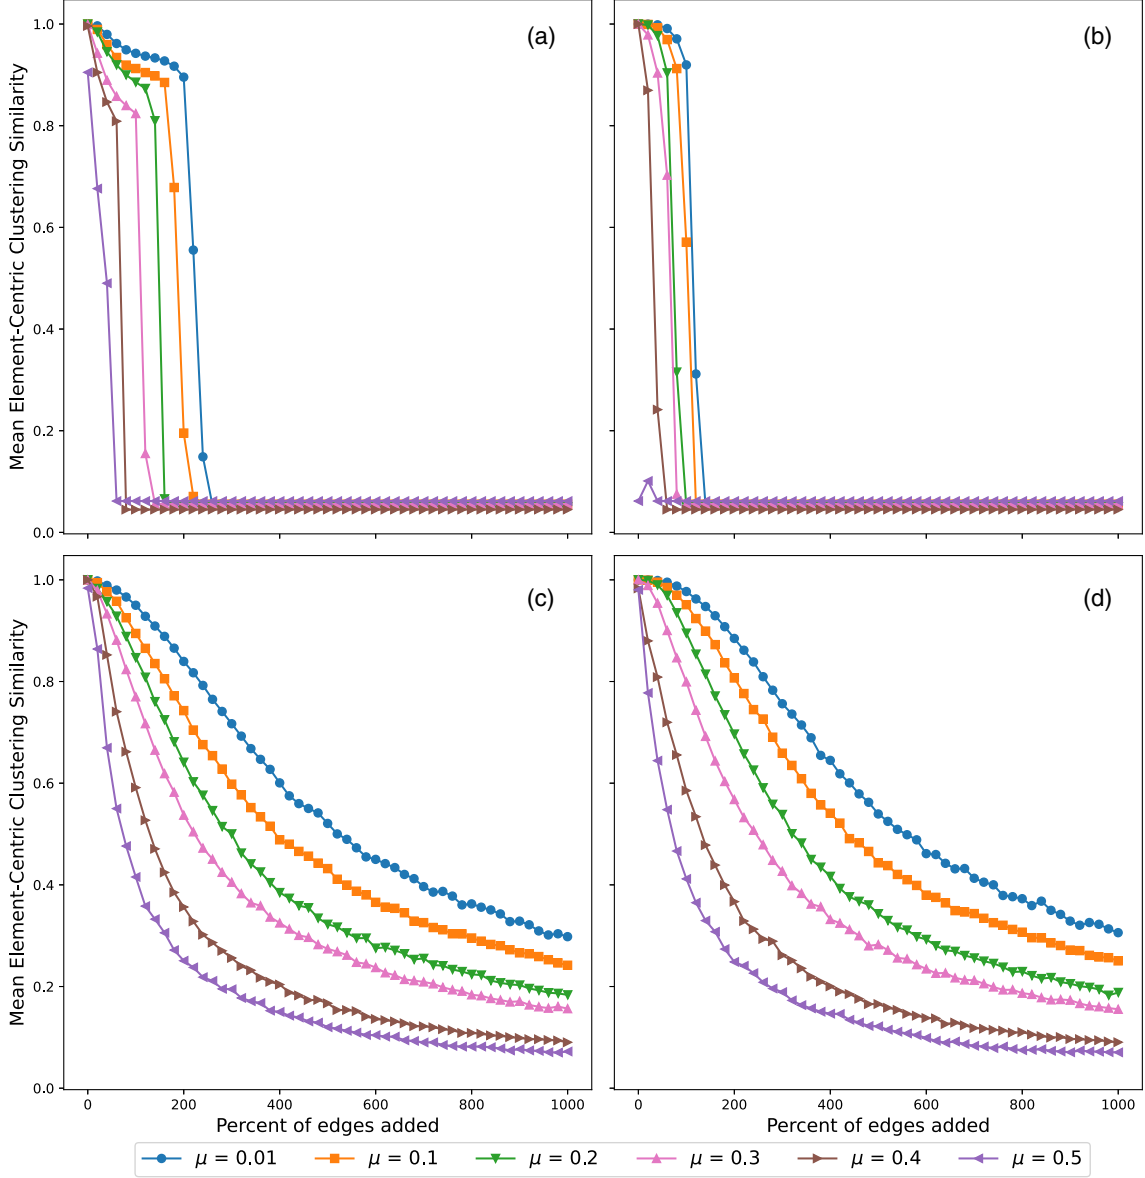 (a)
(b)
1.0
0.8
0.6
0.4
0.2
0.0
Mean Element-Centric Clustering Similarity
(c)
(d)
1.0
0.8
0.6
0.4
0.2
0.0
Mean Element-Centric Clustering Similarity
0 200 400 600 800 1000
0 200 400 600 800 1000
Percent of edges added
Percent of edges added
μ = 0.01 μ = 0.1 μ = 0.2 μ = 0.3 μ = 0.4 μ = 0.5